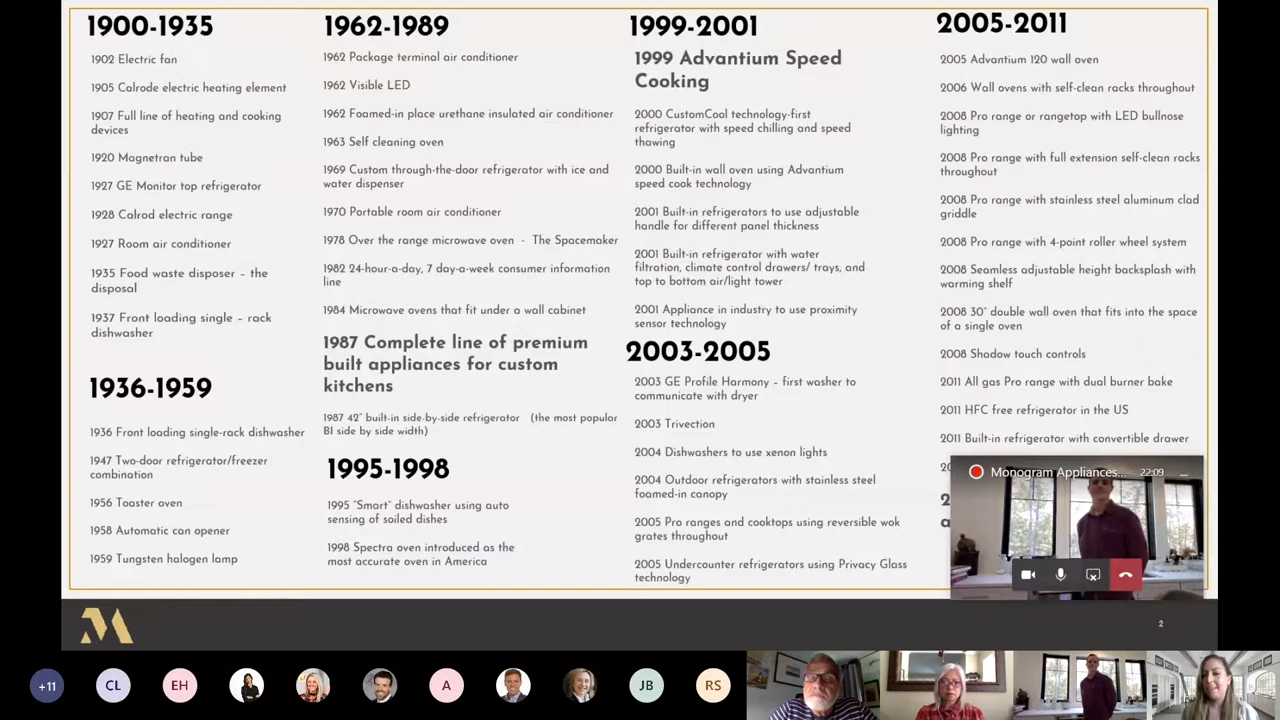 1900-1935
1902 Electric fan
1905 Calrode electric heating element
1907 Full line of heating and cooking
devices
1920 Magnetran tube
1927 GE Monitor top refrigerator
1928 Calrod electric range
1927 Room air conditioner
1935 Food waste disposer – the
disposal
1937 Front loading single – rack
dishwasher
1936-1959
1936 Front loading single-rack dishwasher
1947 Two-door refrigerator/freezer
combination
1956 Toaster oven
1958 Automatic can opener
1959 Tungsten halogen lamp
1962-1989
1962 Package terminal air conditioner
1962 Visible LED
1962 Foamed-in place urethane insulated air conditioner
1963 Self cleaning oven
1969 Custom through-the-door refrigerator with ice and
water dispenser
1970 Portable room air conditioner
1978 Over the range microwave oven - The Spacemaker
1982 24-hour-a-day, 7 day-a-week consumer information
line
1984 Microwave ovens that fit under a wall cabinet
1987 Complete line of premium
built appliances for custom
kitchens
1987 42" built-in side-by-side refrigerator (the most popular
BI side by side width)
1995-1998
1995 "Smart" dishwasher using auto
sensing of soiled dishes
1998 Spectra oven introduced as the
most accurate oven in America
1999-2001
1999 Advantium Speed
Cooking
2000 CustomCool technology-first
refrigerator with speed chilling and speed
thawing
2000 Built-in wall oven using Advantium
speed cook technology
2001 Built-in refrigerators to use adjustable
handle for different panel thickness
2001 Built-in refrigerator with water
filtration, climate control drawers/ trays, and
top to bottom air/light tower
2001 Appliance in industry to use proximity
sensor technology
2003-2005
2003 GE Profile Harmony – first washer to
communicate with dryer
2003 Trivection
2004 Dishwashers to use xenon lights
2004 Outdoor refrigerators with stainless steel
foamed-in canopy
2005 Pro ranges and cooktops using reversible wok
grates throughout
2005 Undercounter refrigerators using Privacy Glass
technology
2005-2011
2005 Advantium 120 wall oven
2006 Wall ovens with self-clean racks throughout
2008 Pro range or rangetop with LED bullnose
lighting
2008 Pro range with full extension self-clean racks
throughout
2008 Pro range with stainless steel aluminum clad
griddle
2008 Pro range with 4-point roller wheel system
2008 Seamless adjustable height backsplash with
warming shelf
2008 30" double wall oven that fits into the space
of a single oven
2008 Shadow touch controls
2011 All gas Pro range with dual burner bake
2011 HFC free refrigerator in the US
2011 Built-in refrigerator with convertible drawer
Monogram Appliances... 22:09
2
+11
CL
EH
A
JB
RS